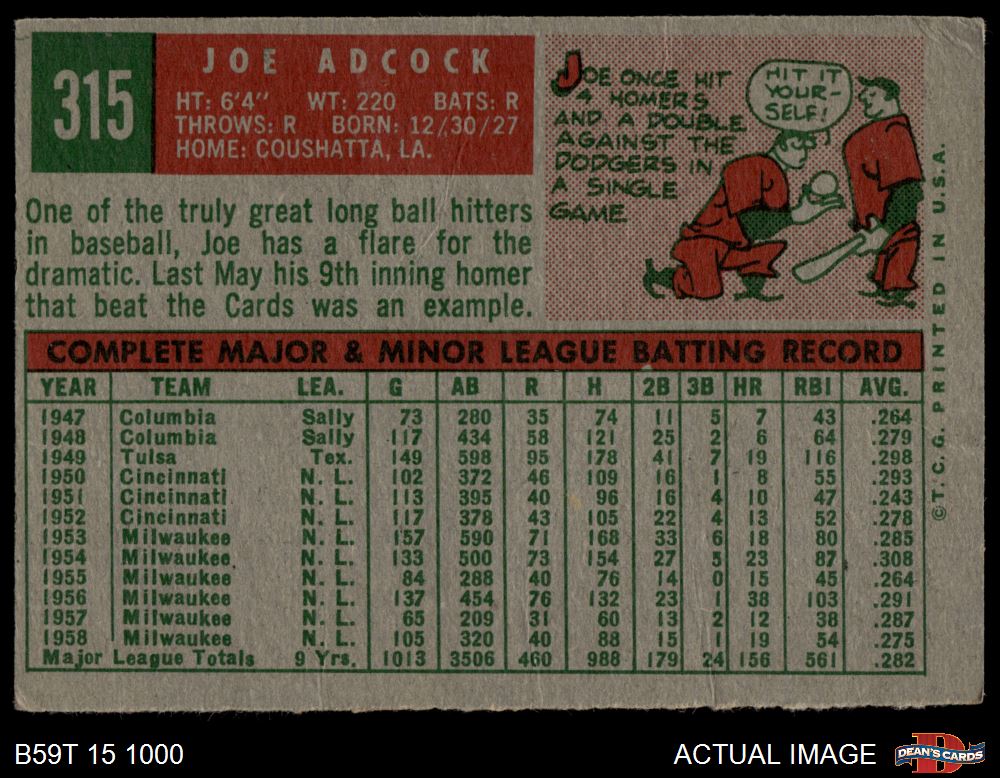 315
JOE ADCOCK
HT: 6'4" WT: 220 BATS: R
THROWS: R BORN: 12/30/27
HOME: COUSHATTA, LA.
One of the truly great long ball hitters
in baseball, Joe has a flare for the
dramatic. Last May his 9th inning homer
that beat the Cards was an example.
JOE ONCE HIT
4 HOMERS
AND A DOUBLE
AGAINST THE
DODGERS IN
A SINGLE
GAME
HIT IT
YOUR-
SELF!
COMPLETE MAJOR & MINOR LEAGUE BATTING RECORD
YEAR TEAM LEA. G AB R H 2B 3B HR RBI AVG.
1947 Columbia Sally 73 280 35 74 11 5 7 43 .264
1948 Columbia Sally 117 434 58 121 25 2 6 64 .279
1949 Tulsa Tex. 149 598 95 178 41 7 19 116 .298
1950 Cincinnati N. L. 102 372 46 109 16 1 8 55 .293
1951 Cincinnati N. L. 113 395 40 96 16 4 10 47 .243
1952 Cincinnati N. L. 117 378 43 105 22 4 13 52 .278
1953 Milwaukee N. L. 157 590 71 168 33 6 18 80 .285
1954 Milwaukee N. L. 133 500 73 154 27 5 23 87 .308
1955 Milwaukee N. L. 84 288 40 76 14 0 15 45 .264
1956 Milwaukee N. L. 137 454 76 132 23 1 38 103 .291
1957 Milwaukee N. L. 65 209 31 60 13 2 12 38 .287
1958 Milwaukee N. L. 105 320 40 88 15 1 19 54 .275
Major League Totals 9 Yrs. 1013 3506 460 988 179 24 156 561 .282
©T.C.G. PRINTED IN U.S.A.
B59T 15 1000
ACTUAL IMAGE
DEAN'S CARDS